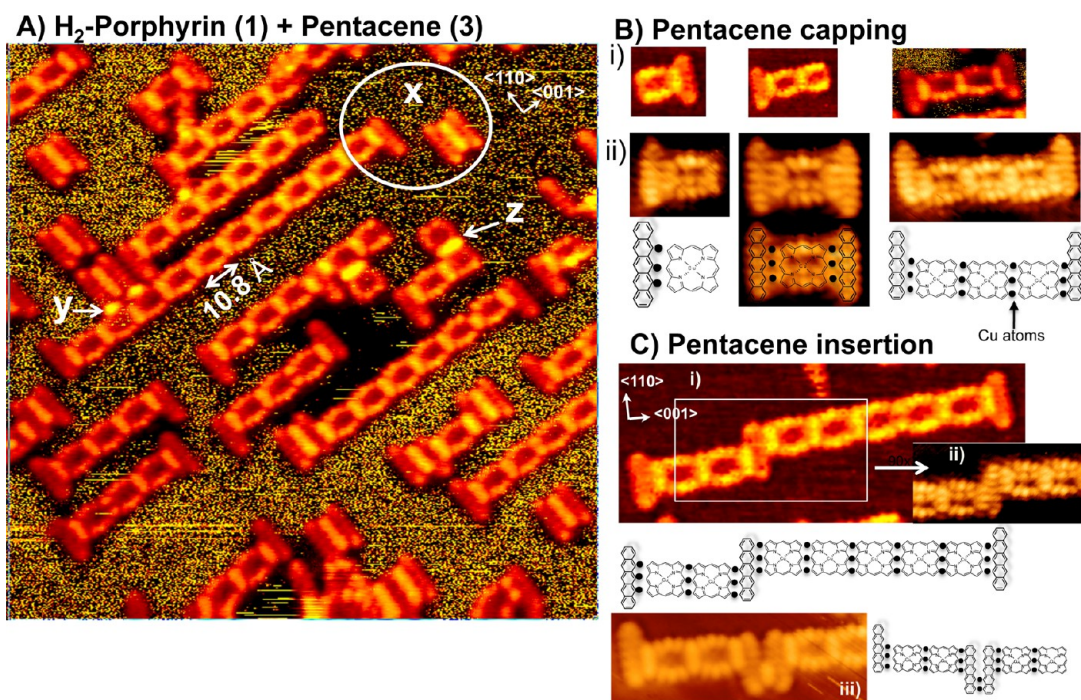 A) H₂-Porphyrin (1) + Pentacene (3)
<110>
<001>
x
y
z
10.8 Å
B) Pentacene capping
i)
ii)
Cu atoms
C) Pentacene insertion
<110>
<001>
i)
ii)
iii)